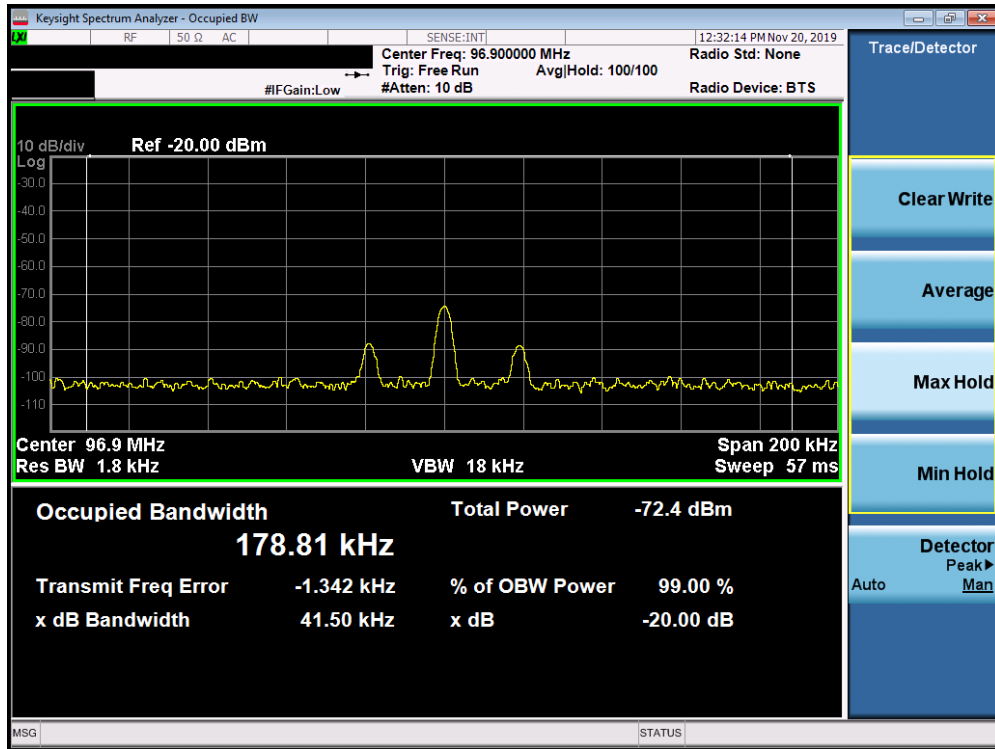 Keysight Spectrum Analyzer - Occupied BW
LXI RF 50 Ω AC SENSE:INT 12:32:14 PM Nov 20, 2019
Center Freq: 96.900000 MHz Radio Std: None
Trig: Free Run Avg|Hold: 100/100
#IFGain:Low #Atten: 10 dB Radio Device: BTS
10 dB/div Ref -20.00 dBm
Log
-30.0
-40.0
-50.0
-60.0
-70.0
-80.0
-90.0
-100
-110
Center 96.9 MHz Span 200 kHz
Res BW 1.8 kHz VBW 18 kHz Sweep 57 ms
Occupied Bandwidth Total Power -72.4 dBm
178.81 kHz
Transmit Freq Error -1.342 kHz % of OBW Power 99.00 %
x dB Bandwidth 41.50 kHz x dB -20.00 dB
MSG STATUS
Trace/Detector
Clear Write
Average
Max Hold
Min Hold
Detector
Peak▶
Auto Man